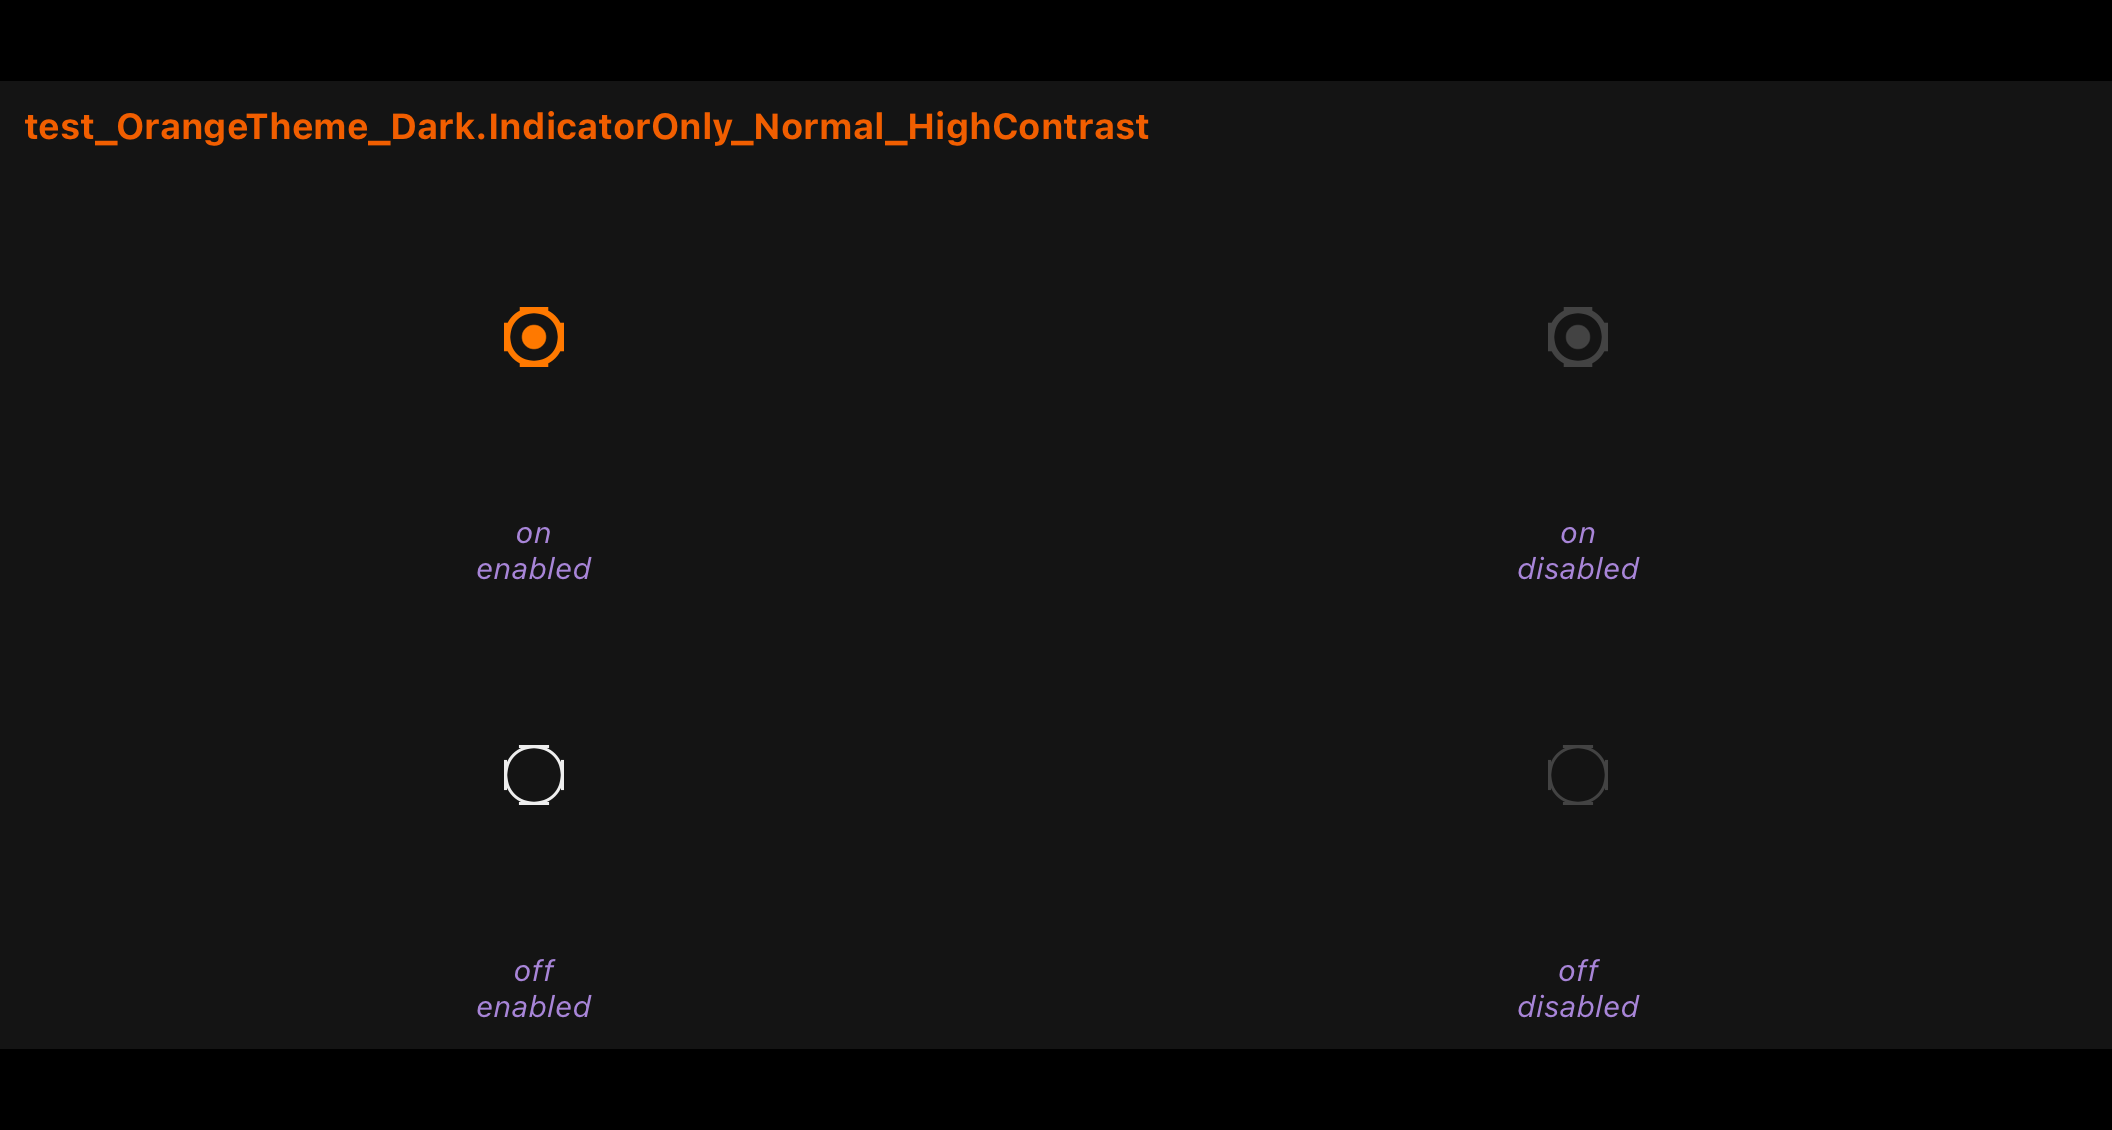 test_OrangeTheme_Dark.IndicatorOnly_Normal_HighContrast
on
enabled
on
disabled
off
enabled
off
disabled